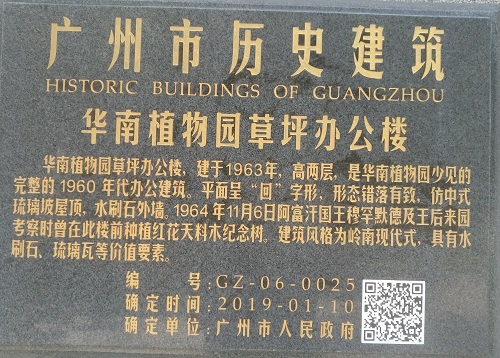 广州市历史建筑
HISTORIC BUILDINGS OF GUANGZHOU
华南植物园草坪办公楼
华南植物园草坪办公楼，建于1963年，高两层，是华南植物园少见的
完整的1960 年代办公建筑。平面呈“回”字形，形态错落有致，仿中式
琉璃坡屋顶，水刷石外墙。1964年11月6日阿富汗国王穆罕默德及王后来园
考察时曾在此楼前种植红花天料木纪念树。建筑风格为岭南现代式，具有水
刷石、琉璃瓦等价值要素。
编 号:GZ-06-0025
确定时间:2019-01-10
确定单位:广州市人民政府